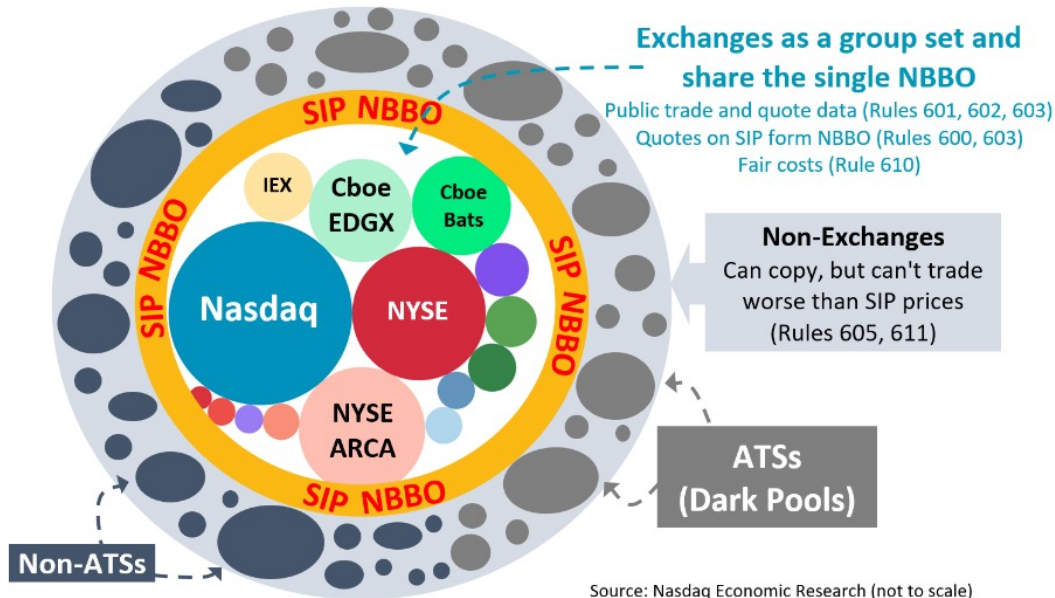 Exchanges as a group set and
share the single NBBO
Public trade and quote data (Rules 601, 602, 603)
Quotes on SIP form NBBO (Rules 600, 603)
Fair costs (Rule 610)
SIP NBBO
SIP NBBO
SIP NBBO
SIP NBBO
IEX
Cboe
EDGX
Cboe
Bats
Nasdaq
NYSE
NYSE
ARCA
Non-Exchanges
Can copy, but can't trade
worse than SIP prices
(Rules 605, 611)
ATSs
(Dark Pools)
Non-ATSs
Source: Nasdaq Economic Research (not to scale)